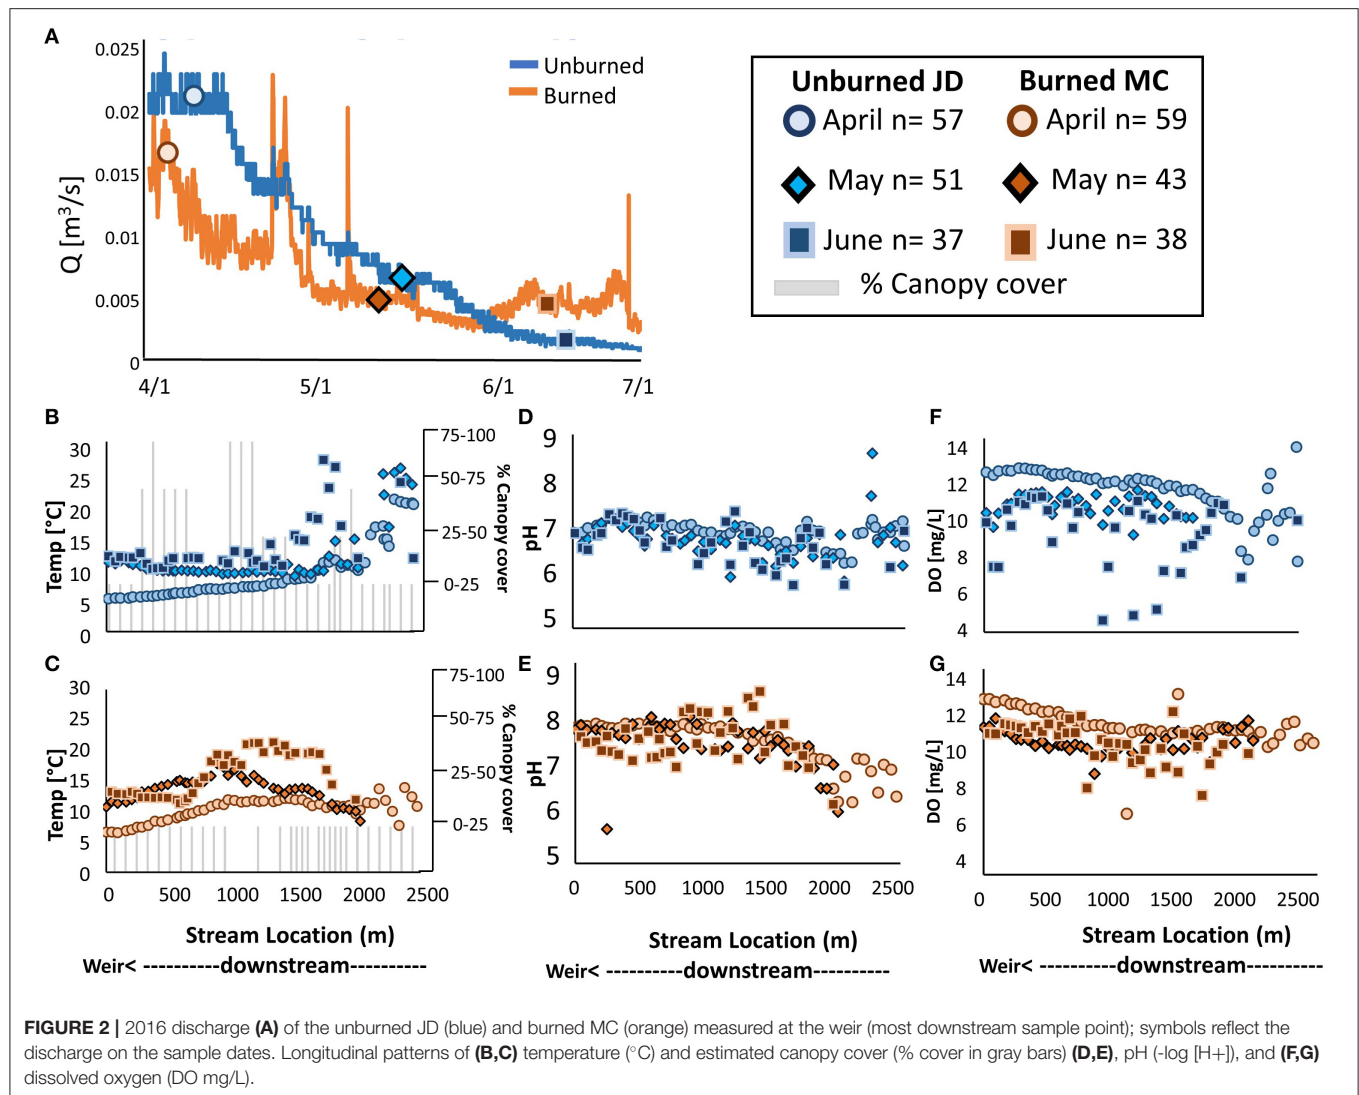 A
0.025
0.02
0.015
0.01
0.005
0
Q [m³/s]
4/1 5/1 6/1 7/1
Unburned
Burned
Unburned JD Burned MC
April n= 57 April n= 59
May n= 51 May n= 43
June n= 37 June n= 38
% Canopy cover
B
30
25
20
15
10
5
0
Temp [°C]
75-100
50-75
25-50
0-25
% Canopy cover
D
9
8
7
6
5
pH
F
14
12
10
8
6
4
DO [mg/L]
C
30
25
20
15
10
5
0
Temp [°C]
75-100
50-75
25-50
0-25
% Canopy cover
0 500 1000 1500 2000 2500
Stream Location (m)
Weir< ----------downstream----------
E
9
8
7
6
5
pH
0 500 1000 1500 2000 2500
Stream Location (m)
Weir< ----------downstream----------
G
14
12
10
8
6
4
DO [mg/L]
0 500 1000 1500 2000 2500
Stream Location (m)
Weir< ----------downstream----------
FIGURE 2 | 2016 discharge (A) of the unburned JD (blue) and burned MC (orange) measured at the weir (most downstream sample point); symbols reflect the
discharge on the sample dates. Longitudinal patterns of (B,C) temperature (°C) and estimated canopy cover (% cover in gray bars) (D,E), pH (-log [H+]), and (F,G)
dissolved oxygen (DO mg/L).